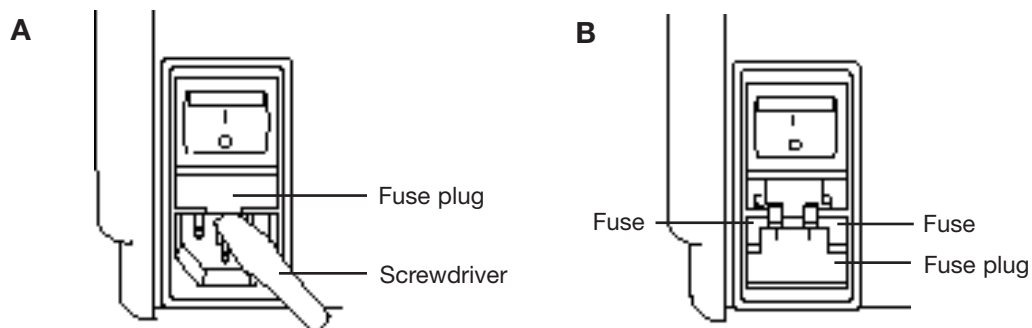 A
B
I
O
I
Fuse plug
Screwdriver
Fuse
Fuse
Fuse plug